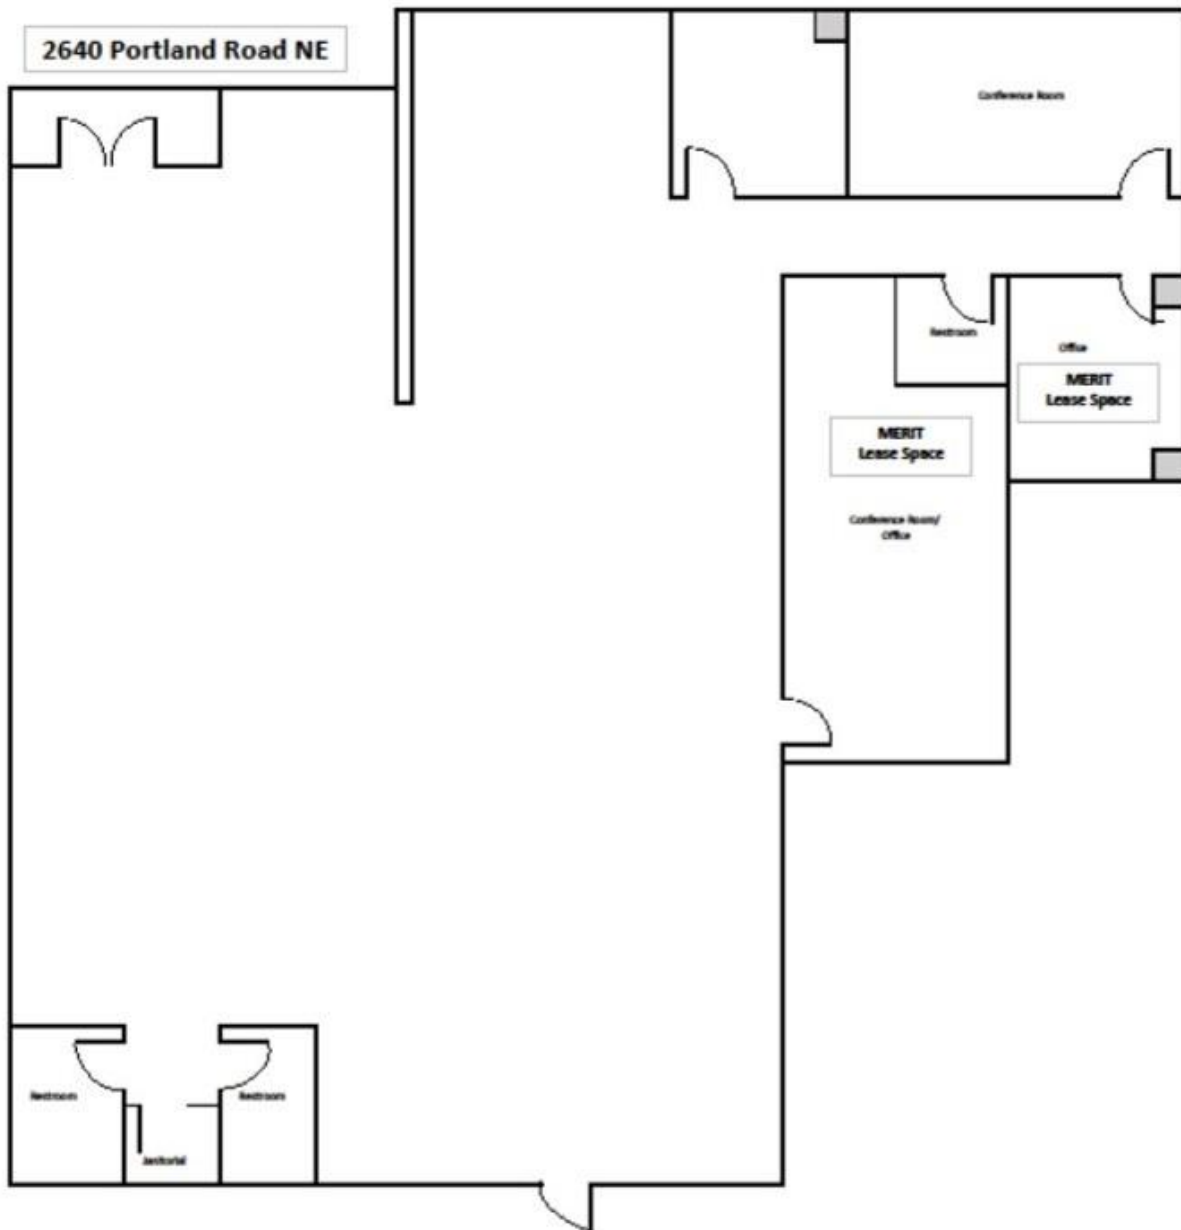 2640 Portland Road NE
Conference Room
Restroom
Office
MERIT
Lease Space
MERIT
Lease Space
Conference Room/
Office
Restroom
Restroom
Janitorial